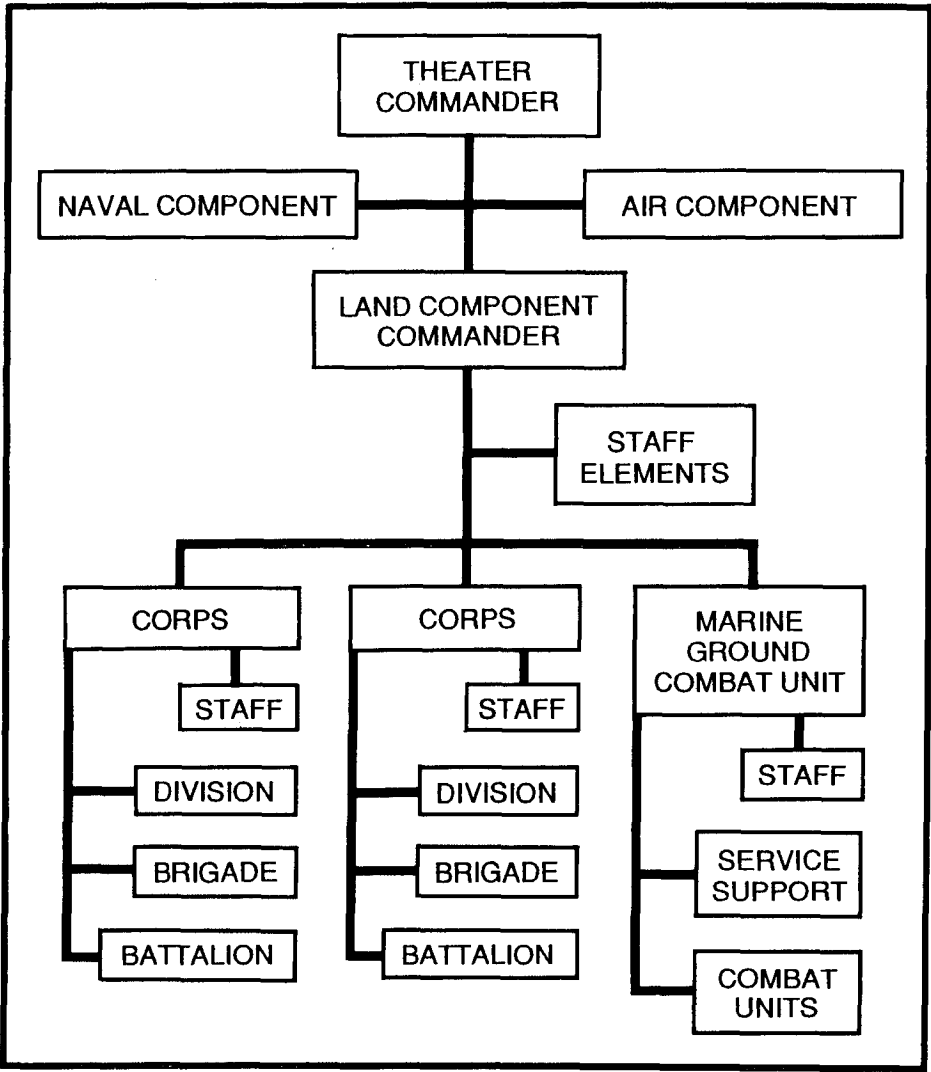 THEATER
COMMANDER
NAVAL COMPONENT
AIR COMPONENT
LAND COMPONENT
COMMANDER
STAFF
ELEMENTS
CORPS
STAFF
DIVISION
BRIGADE
BATTALION
CORPS
STAFF
DIVISION
BRIGADE
BATTALION
MARINE
GROUND
COMBAT UNIT
STAFF
SERVICE
SUPPORT
COMBAT
UNITS